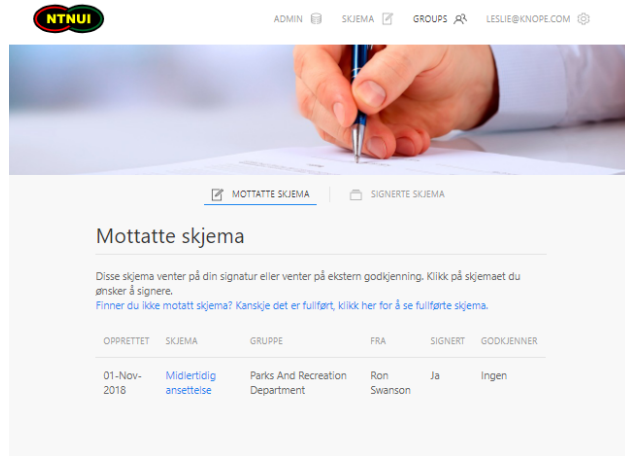 NTNUI
ADMIN SKJEMA GROUPS LESLIE@KNOPE.COM
MOTTATTE SKJEMA SIGNERTE SKJEMA
Mottatte skjema
Disse skjema venter på din signatur eller venter på ekstern godkjenning. Klikk på skjemaet du
ønsker å signere.
Finner du ikke motatt skjema? Kanskje det er fullført, klikk her for å se fullførte skjema.
OPPRETTET SKJEMA GRUPPE FRA SIGNERT GODKJENNER
01-Nov- Midlertidig Parks And Recreation Ron Ja Ingen
2018 ansettelse Department Swanson